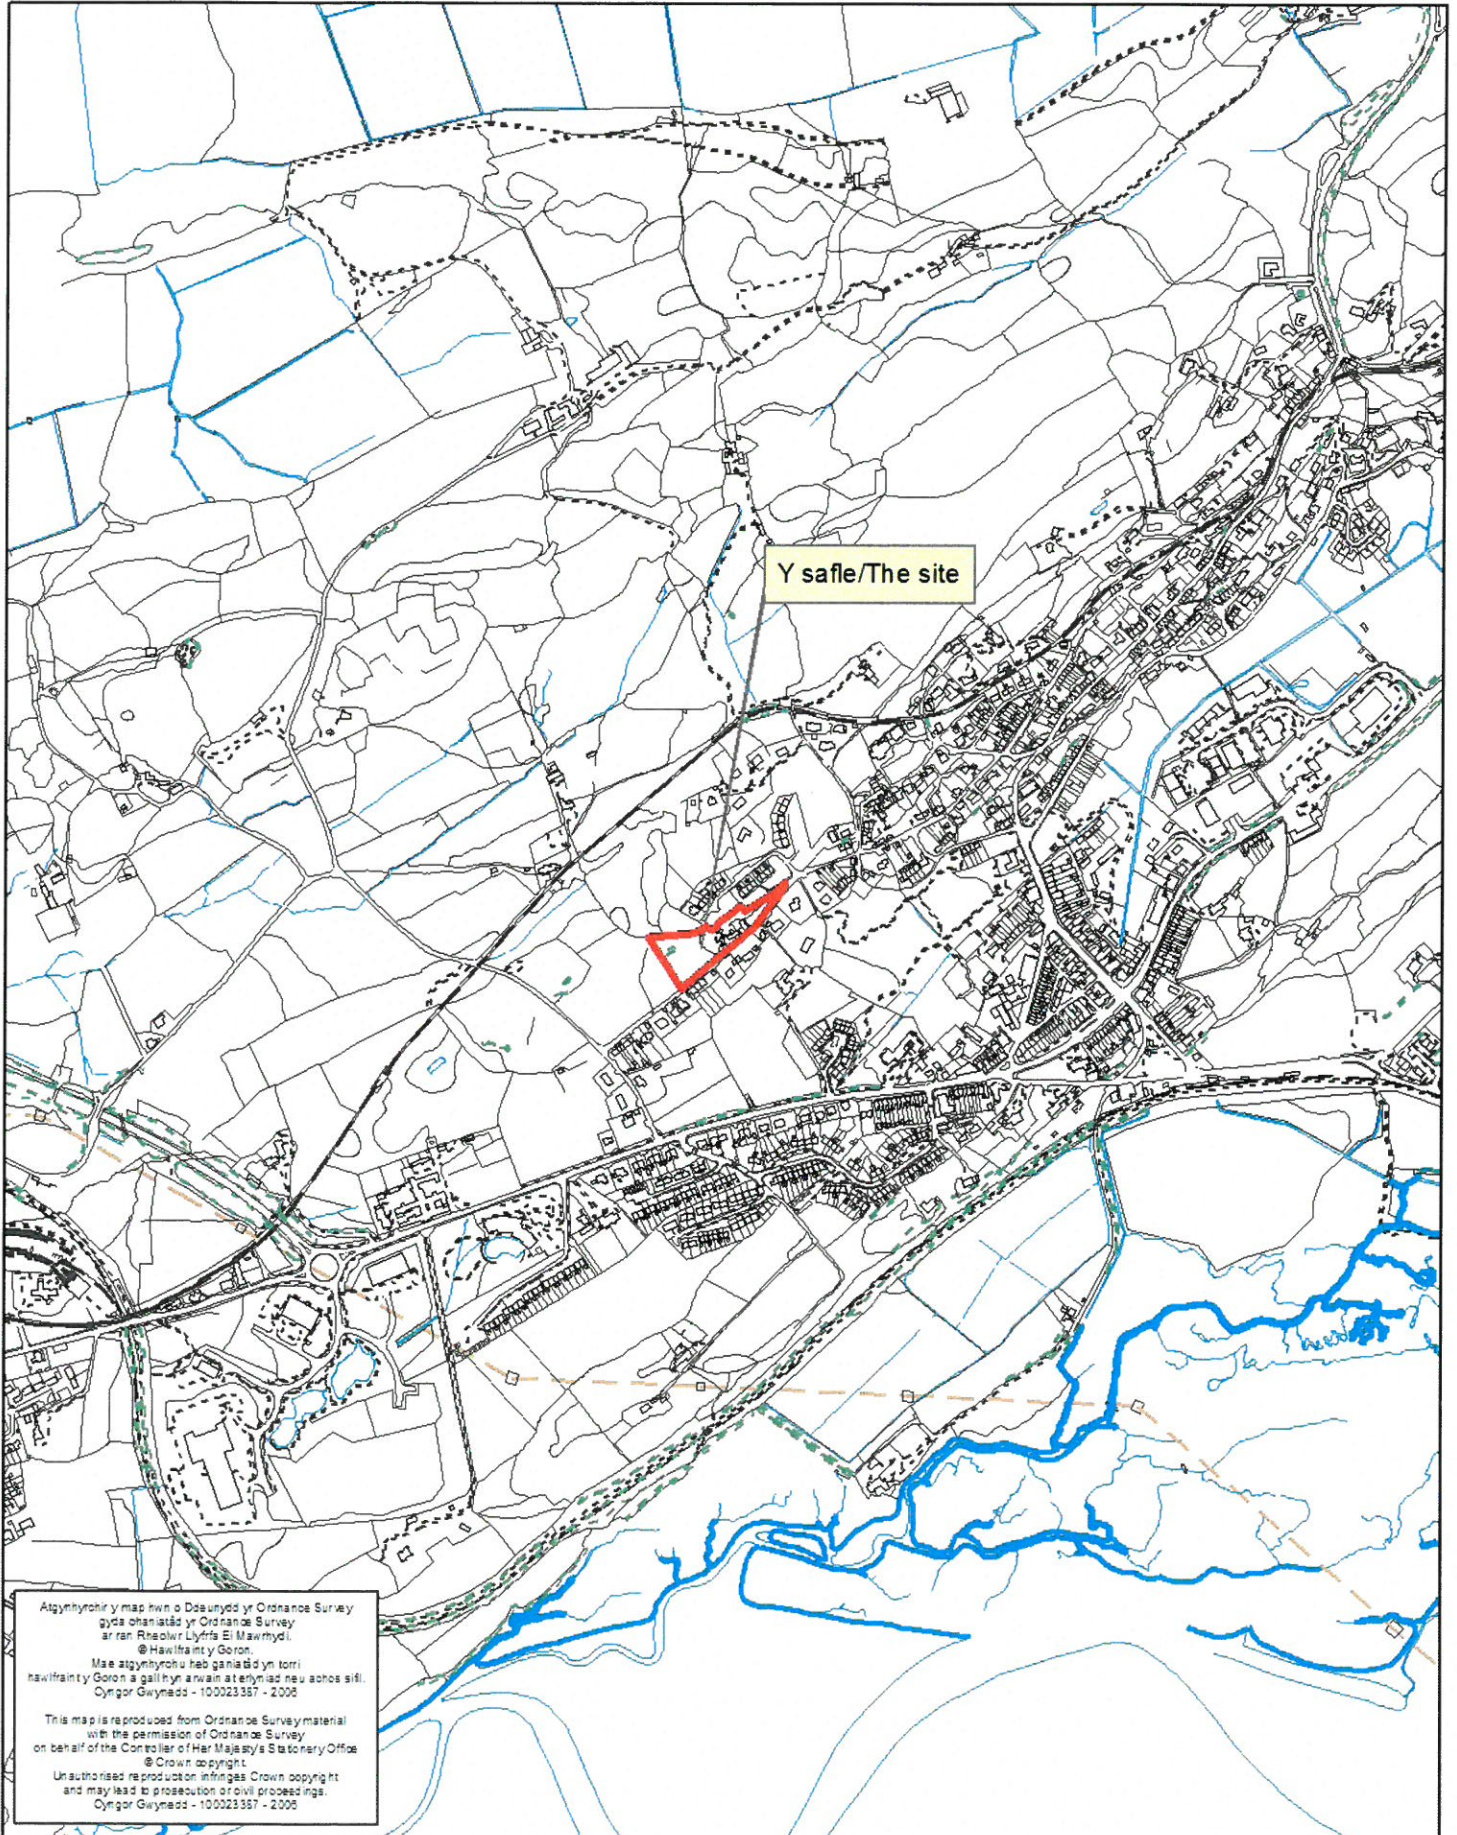 Y safle/The site
Atgynhyrchir y map hwn o Ddeunydd yr Ordnance Survey
gyda chaniatâd yr Ordnance Survey
ar ran Rheolwr Llyfrfa Ei Mawrhydi.
© Hawlfraint y Goron.
Mae atgynhyrchu heb ganiatâd yn torri
hawlfraint y Goron a gall hyn arwain at erlyniad neu achos sifil.
Cyngor Gwynedd - 100023387 - 2006
This map is reproduced from Ordnance Survey material
with the permission of Ordnance Survey
on behalf of the Controller of Her Majesty's Stationery Office
© Crown copyright.
Unauthorised reproduction infringes Crown copyright
and may lead to prosecution or civil proceedings.
Cyngor Gwynedd - 100023387 - 2006